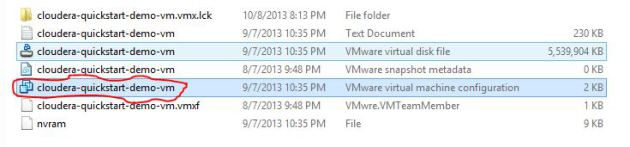 cloudera-quickstart-demo-vm.vmx.lck 10/8/2013 8:13 PM File folder
cloudera-quickstart-demo-vm 9/7/2013 10:35 PM Text Document 230 KB
cloudera-quickstart-demo-vm 9/7/2013 10:35 PM VMware virtual disk file 5,539,904 KB
cloudera-quickstart-demo-vm 8/7/2013 9:48 PM VMware snapshot metadata 0 KB
cloudera-quickstart-demo-vm 9/7/2013 10:35 PM VMware virtual machine configuration 2 KB
cloudera-quickstart-demo-vm.vmxf 8/7/2013 9:48 PM VMwre.VMTeamMember 1 KB
nvram 9/7/2013 10:35 PM File 9 KB